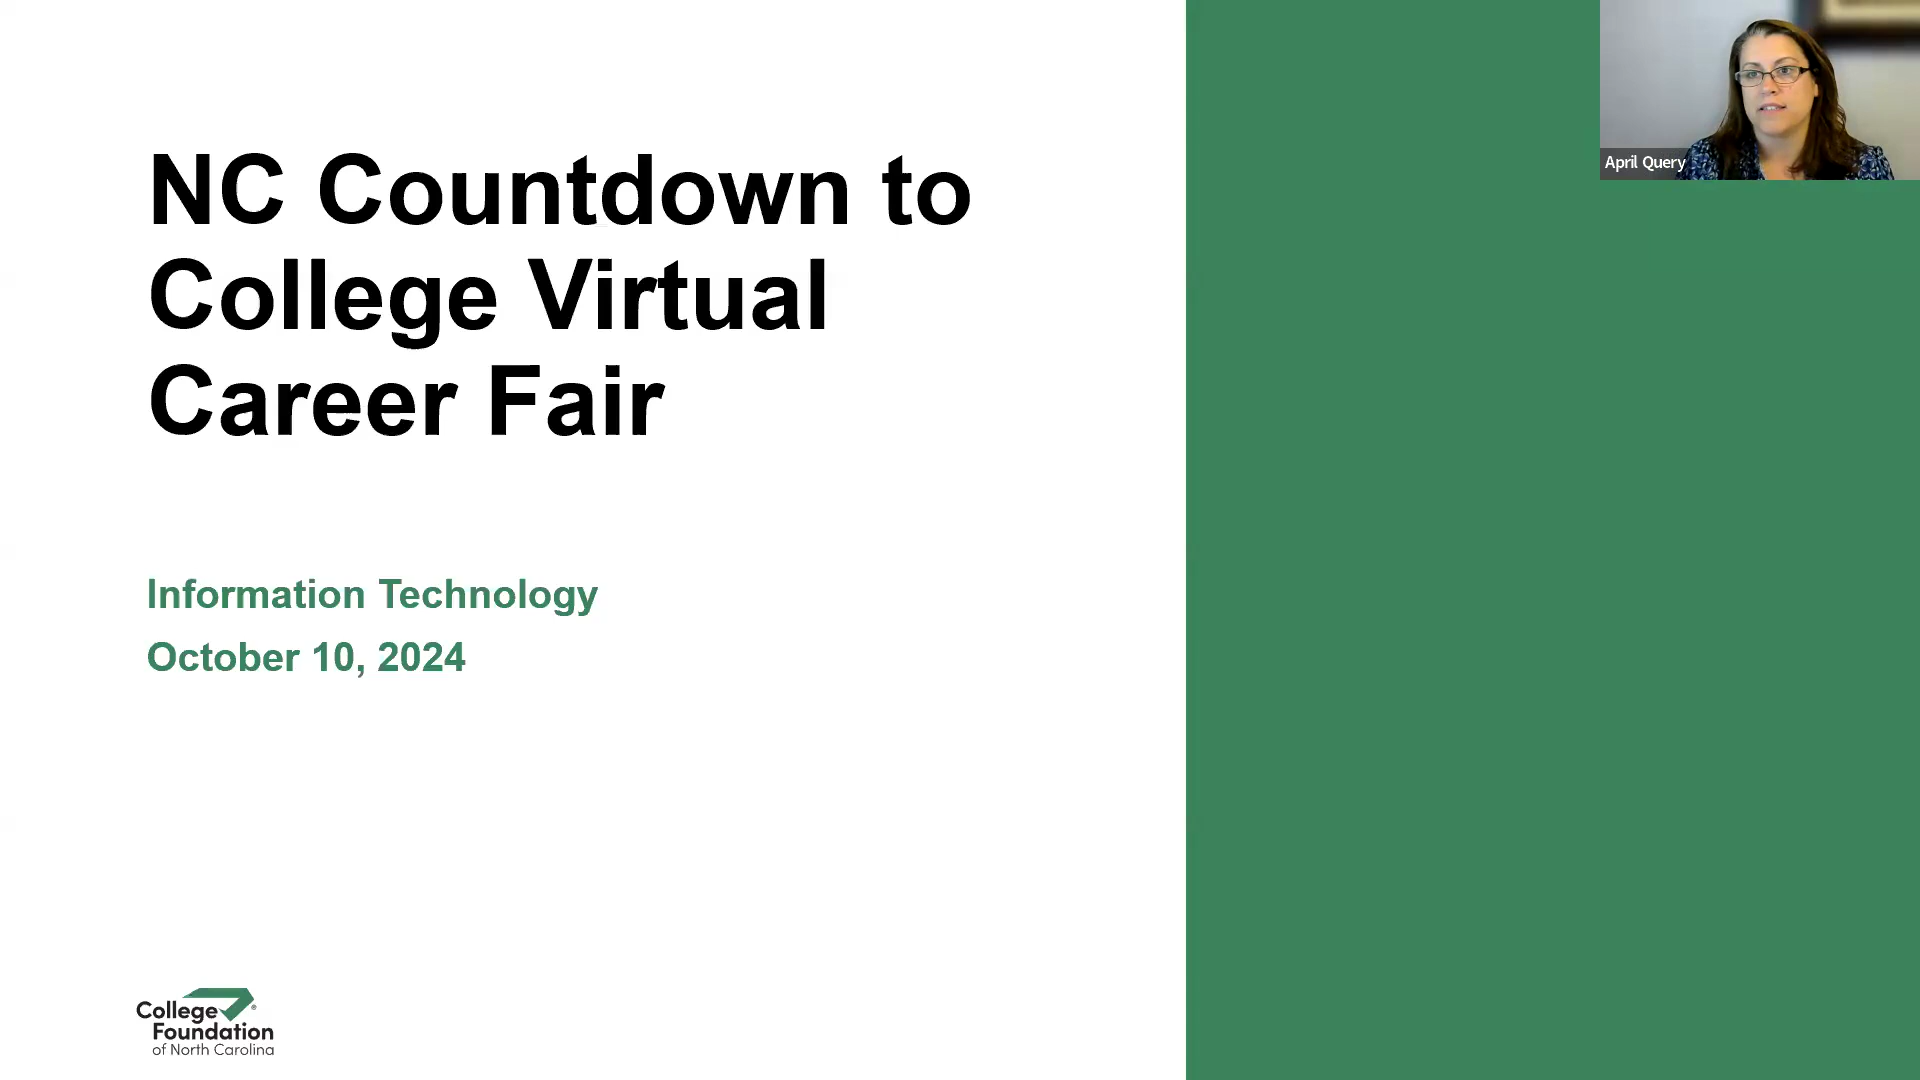 NC Countdown to
College Virtual
Career Fair
Information Technology
October 10, 2024
April Query
College
Foundation
of North Carolina